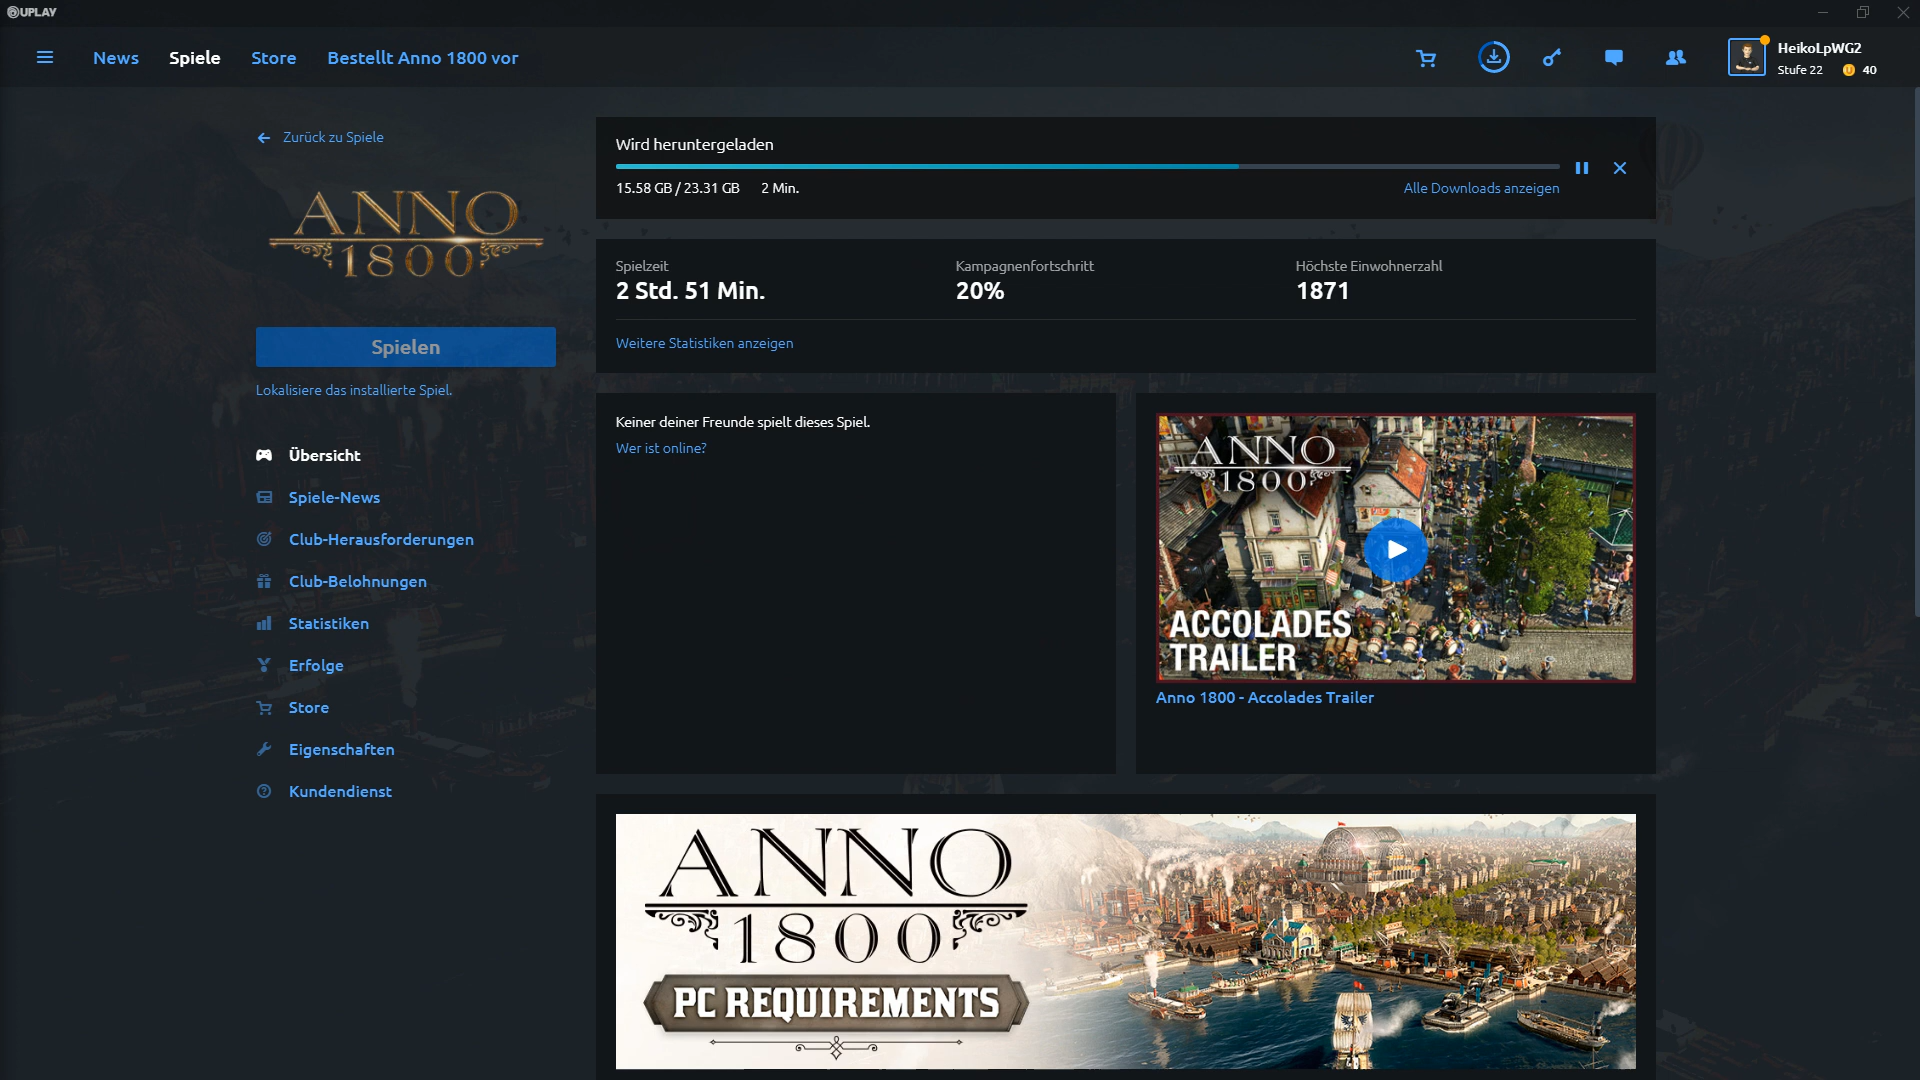 UPLAY
News
Spiele
Store
Bestellt Anno 1800 vor
HeikoLpWG2
Stufe 22
40
Zurück zu Spiele
ANNO
1800
Spielen
Lokalisiere das installierte Spiel.
Übersicht
Spiele-News
Club-Herausforderungen
Club-Belohnungen
Statistiken
Erfolge
Store
Eigenschaften
Kundendienst
Wird heruntergeladen
15.58 GB / 23.31 GB
2 Min.
Alle Downloads anzeigen
Spielzeit
2 Std. 51 Min.
Kampagnenfortschritt
20%
Höchste Einwohnerzahl
1871
Weitere Statistiken anzeigen
Keiner deiner Freunde spielt dieses Spiel.
Wer ist online?
ANNO
1800
ACCOLADES
TRAILER
Anno 1800 - Accolades Trailer
ANNO
1800
PC REQUIREMENTS